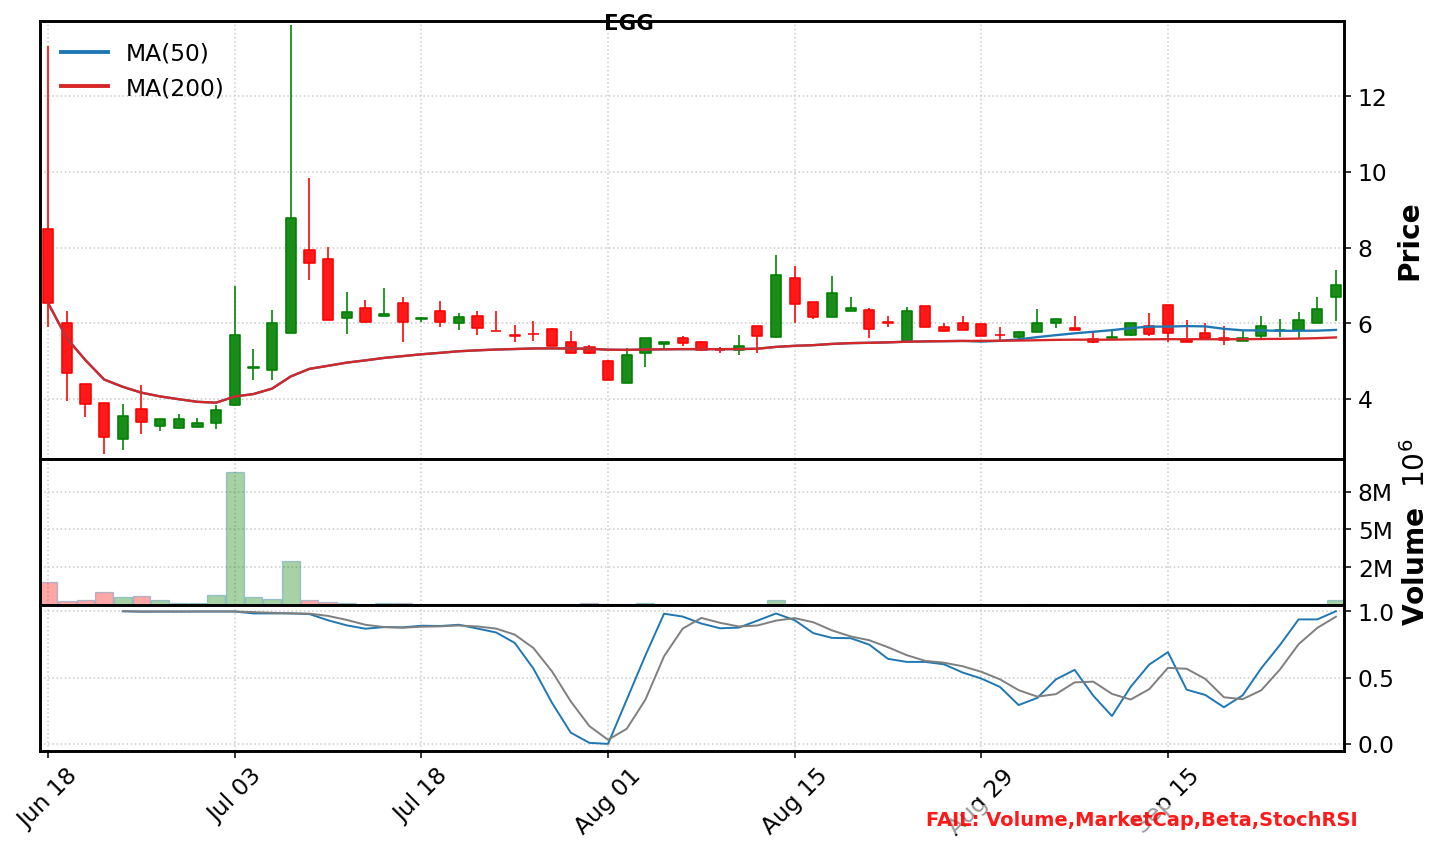 EGG
MA(50)
MA(200)
12
10
8
6
4
Price
8M
5M
2M
Volume 10^6
1.0
0.5
0.0
Jun 18
Jul 03
Jul 18
Aug 01
Aug 15
Aug 29
Sep 15
FAIL: Volume,MarketCap,Beta,StochRSI